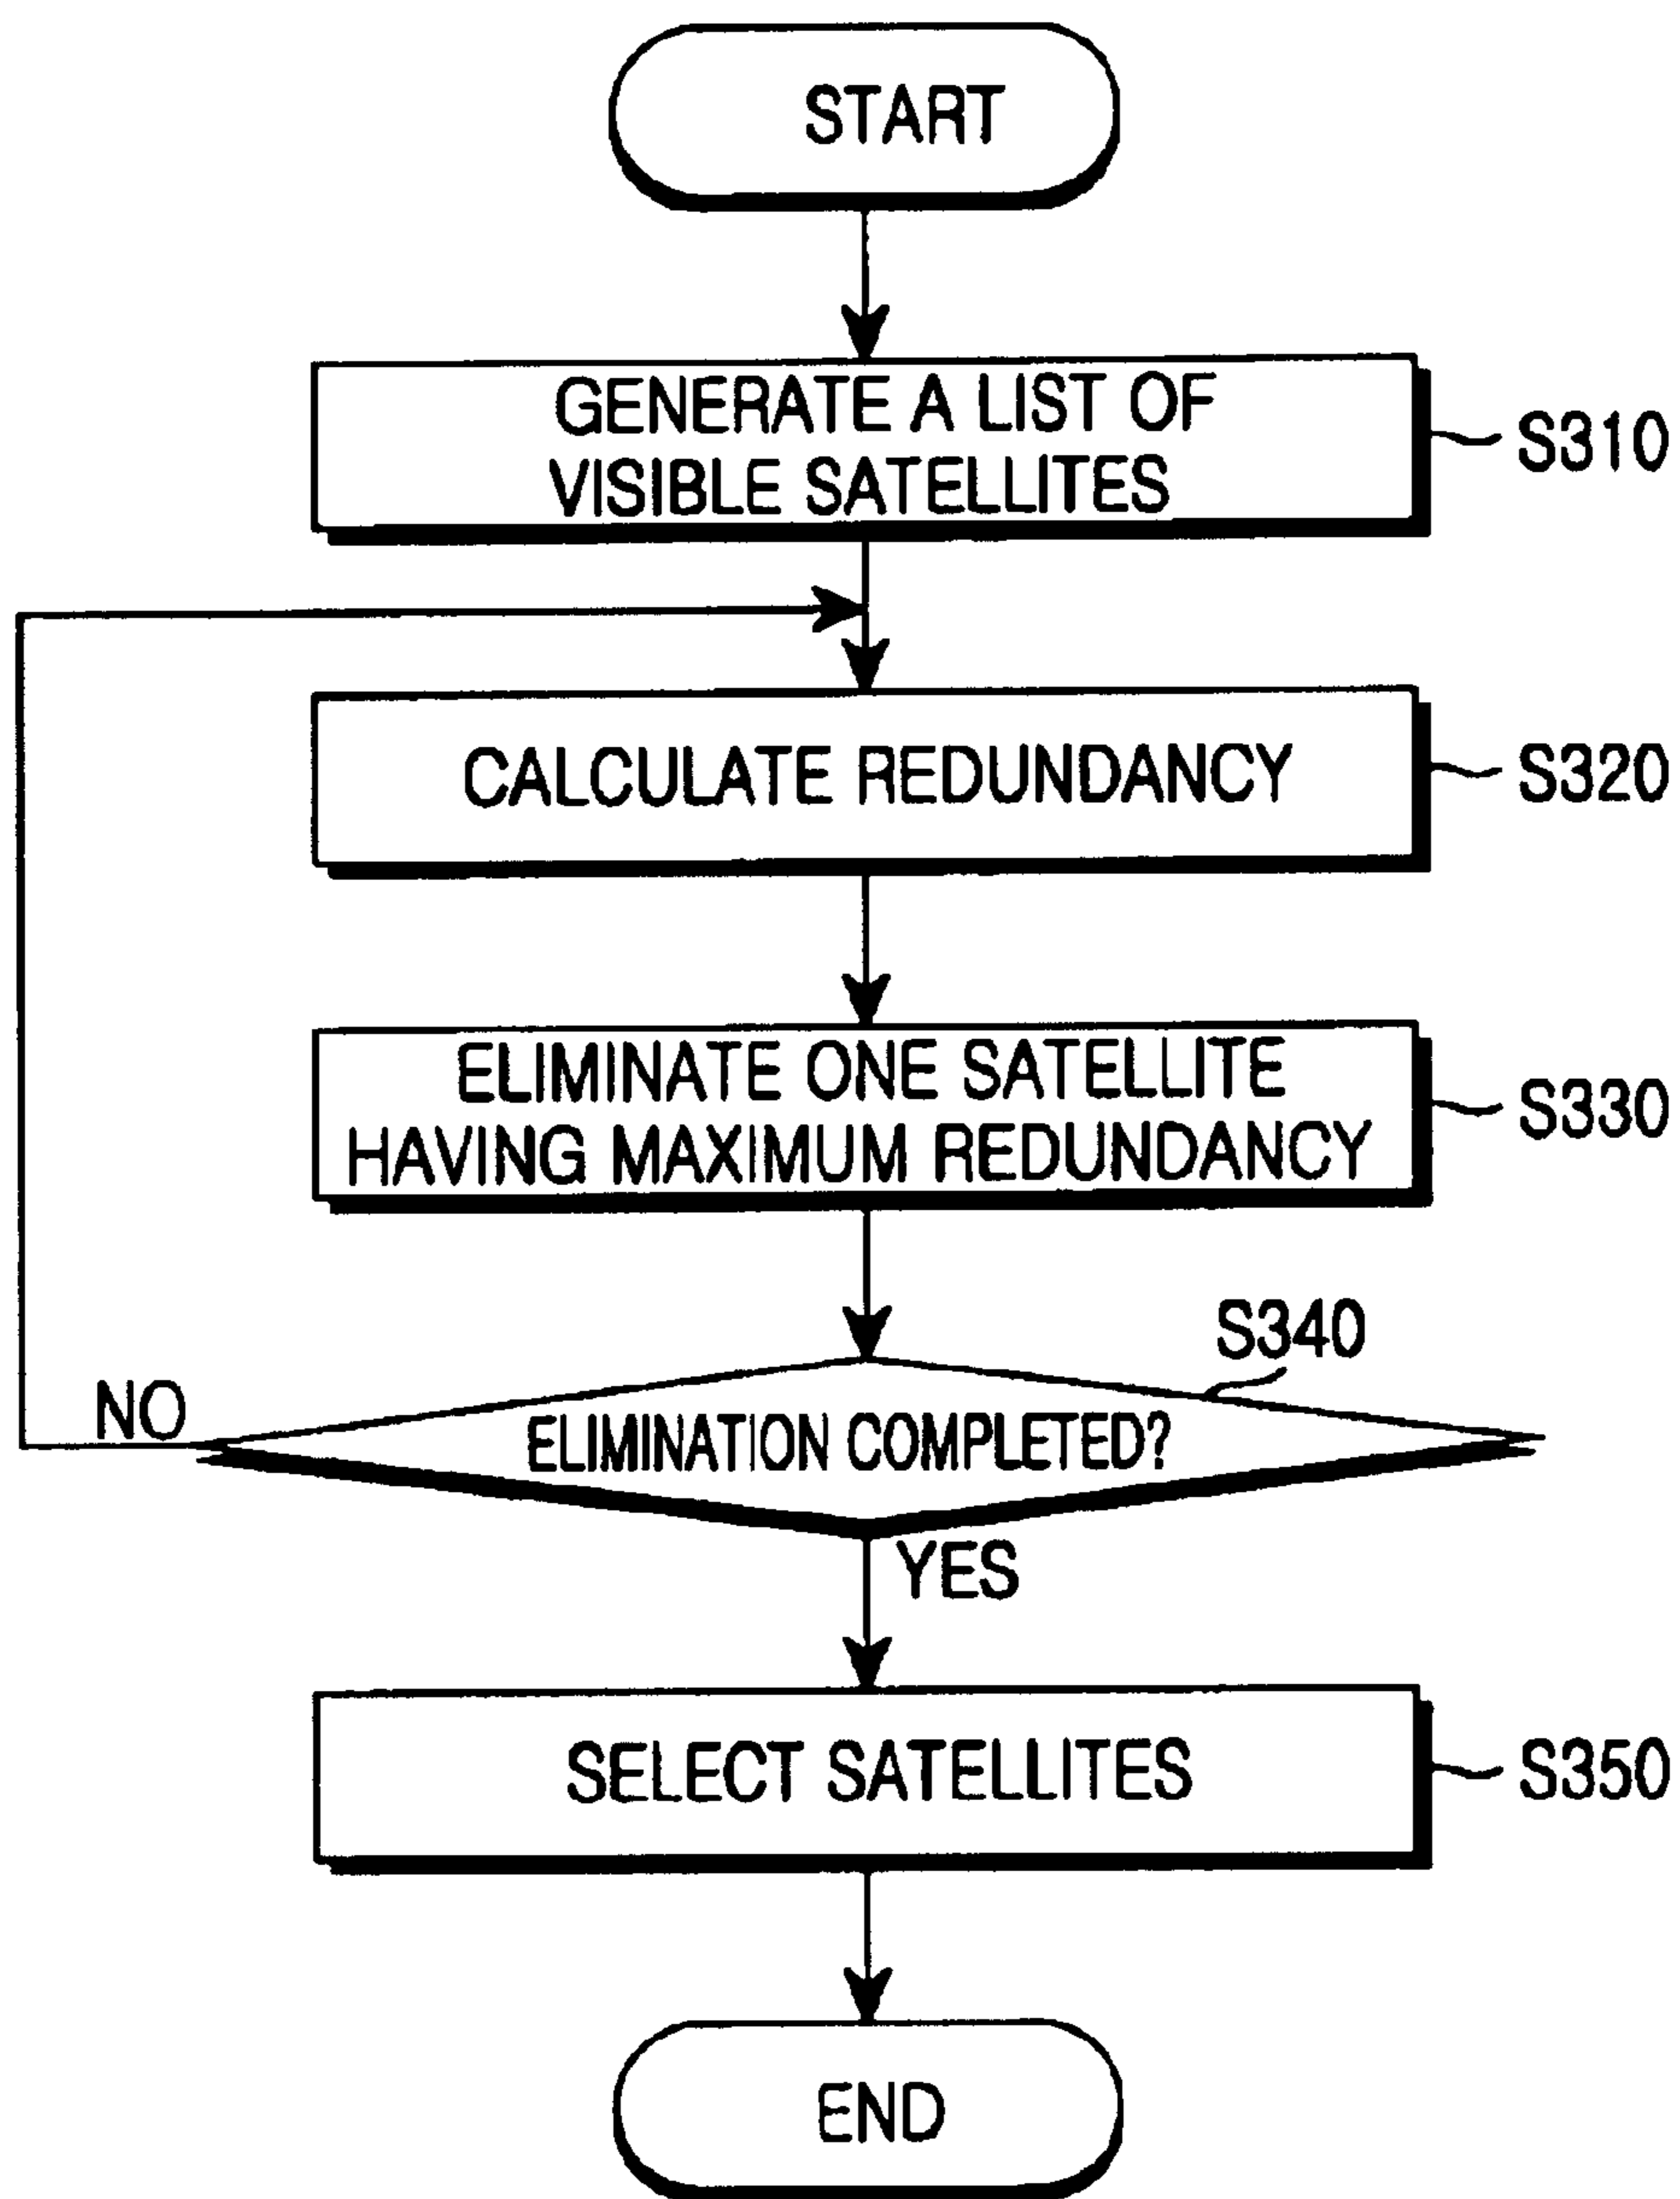 START
GENERATE A LIST OF
VISIBLE SATELLITES
S310
CALCULATE REDUNDANCY
S320
ELIMINATE ONE SATELLITE
HAVING MAXIMUM REDUNDANCY
S330
S340
NO
ELIMINATION COMPLETED?
YES
SELECT SATELLITES
S350
END